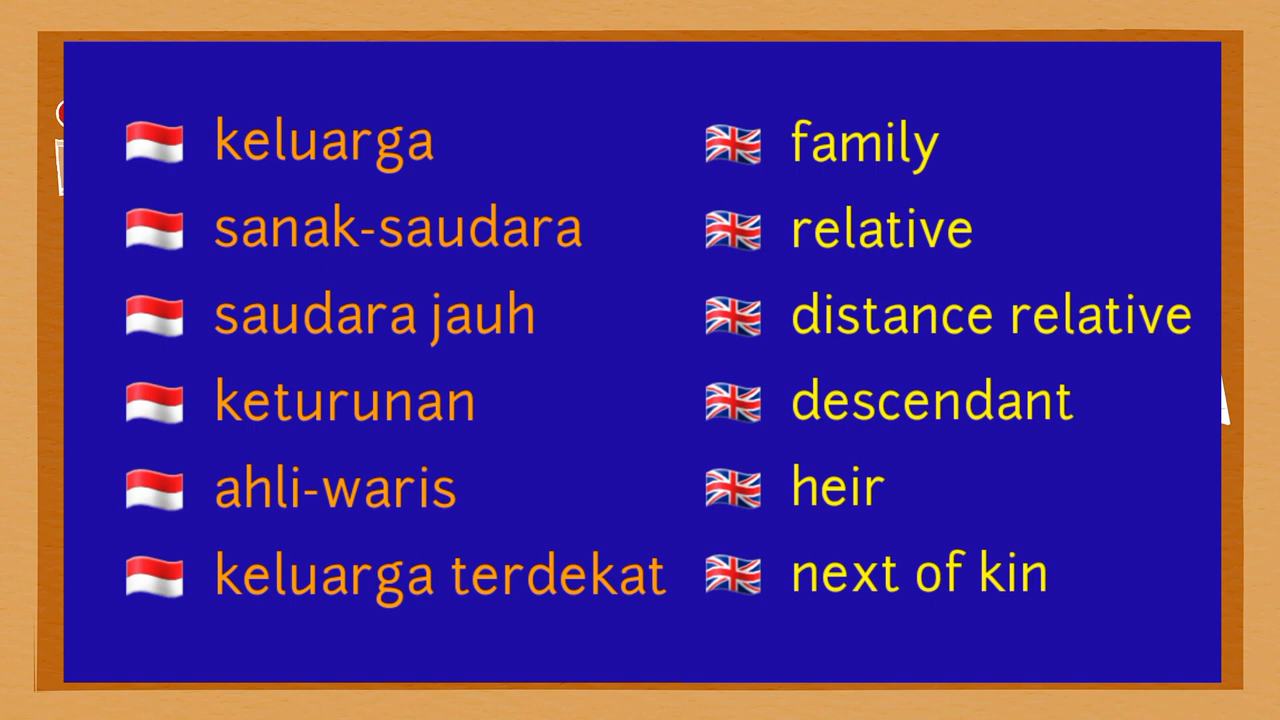 keluarga family
sanak-saudara relative
saudara jauh distance relative
keturunan descendant
ahli-waris heir
keluarga terdekat next of kin